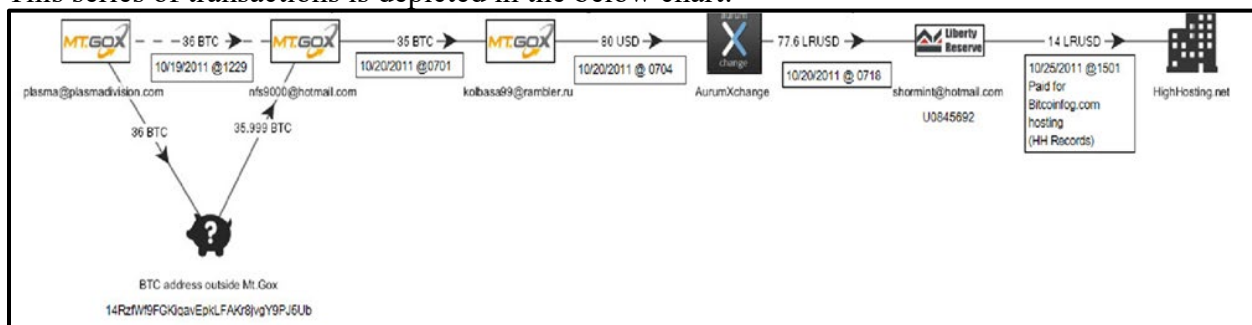 This series of transactions is depicted in the below chart.
MT.GOX 36 BTC MT.GOX 35 BTC MT.GOX 80 USD aurum X change 77.6 LRUSD Liberty Reserve 14 LRUSD
10/19/2011 @1229
10/20/2011 @0701
10/20/2011 @ 0704
10/20/2011 @ 0718
10/25/2011 @1501
Paid for
Bitcoinfog.com
hosting
(HH Records)
plasma@plasmadivision.com nfs9000@hotmail.com kolbasa99@rambler.ru AurumXchange shormint@hotmail.com HighHosting.net
U0845692
36 BTC 35.999 BTC
?
BTC address outside Mt.Gox